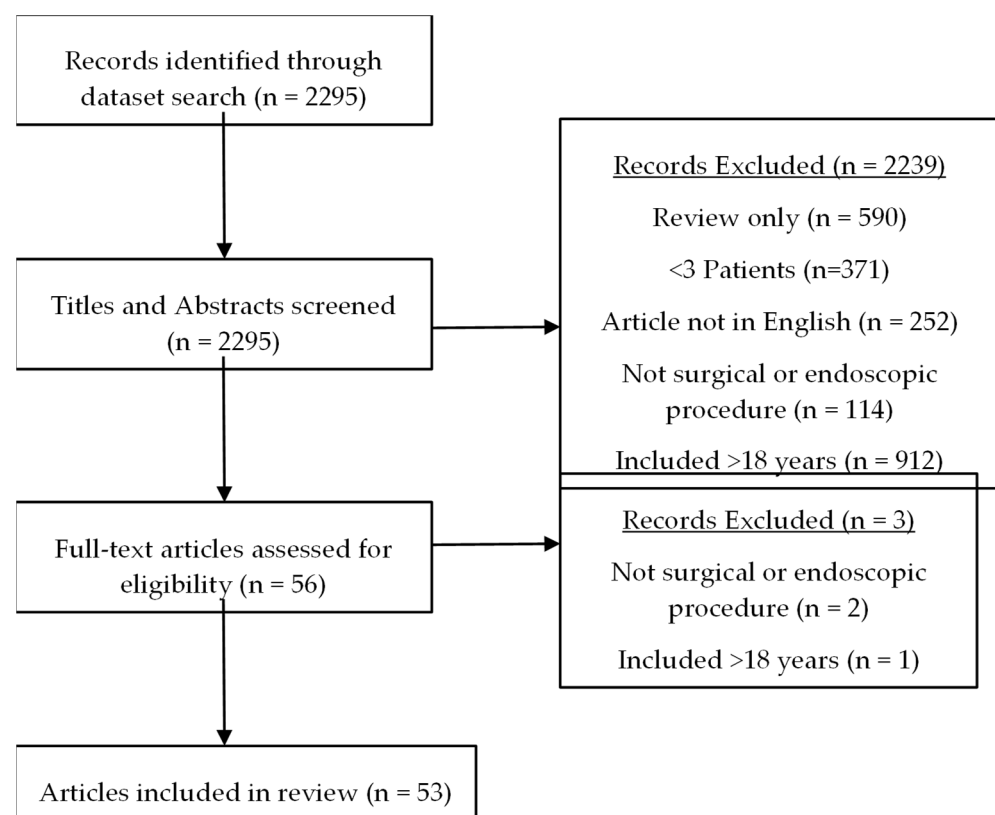 Records identified through
dataset search (n = 2295)
Records Excluded (n = 2239)
Review only (n = 590)
<3 Patients (n=371)
Article not in English (n = 252)
Not surgical or endoscopic
procedure (n = 114)
Included >18 years (n = 912)
Titles and Abstracts screened
(n = 2295)
Full-text articles assessed for
eligibility (n = 56)
Records Excluded (n = 3)
Not surgical or endoscopic
procedure (n = 2)
Included >18 years (n = 1)
Articles included in review (n = 53)